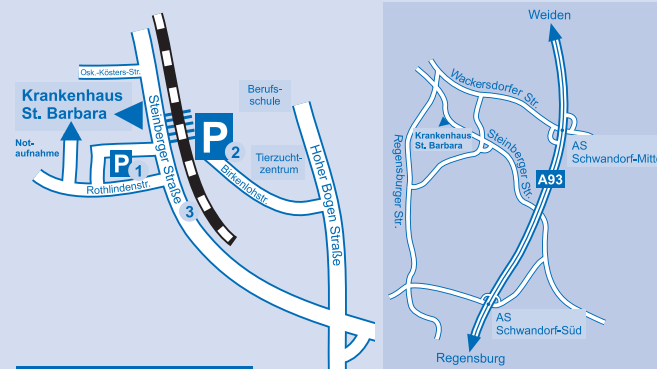 Osk.-Kösters-Str.
Krankenhaus
St. Barbara
Not-
aufnahme
P
1
Rothlindenstr.
Steinberger Straße
3
P
2
Birkenlohstr.
Berufs-
schule
Tierzucht-
zentrum
Hoher Bogen Straße
Weiden
Wackersdorfer Str.
Krankenhaus
St. Barbara
Steinberger Str.
Regensburger Str.
AS
Schwandorf-Mitte
A93
AS
Schwandorf-Süd
Regensburg